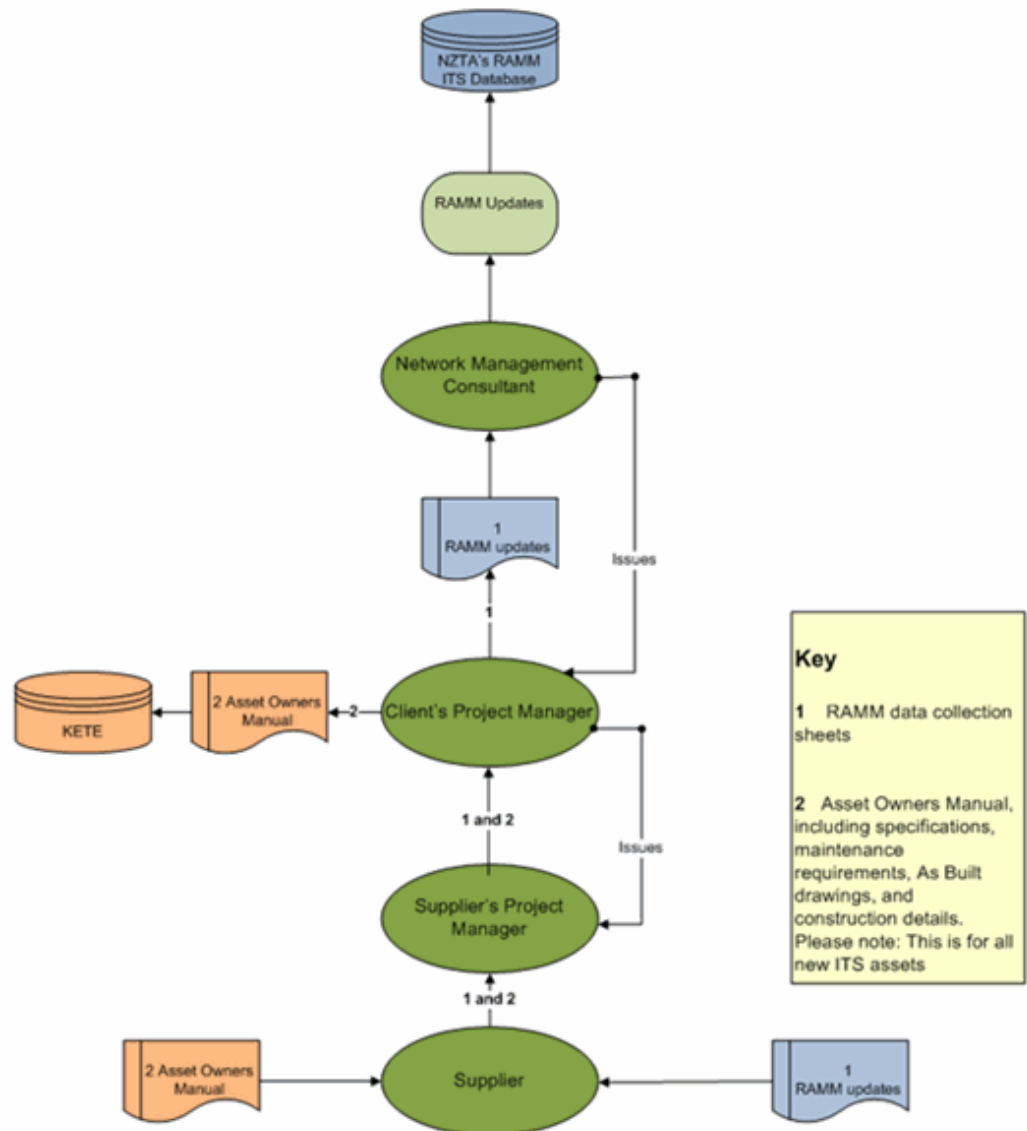 NZTA's RAMM
ITS Database
RAMM Updates
Network Management
Consultant
1
RAMM updates
Issues
1
Client's Project Manager
2
2 Asset Owners
Manual
KETE
1 and 2
Issues
Supplier's Project
Manager
1 and 2
2 Asset Owners
Manual
Supplier
1
RAMM updates
Key
1 RAMM data collection
sheets
2 Asset Owners Manual,
including specifications,
maintenance
requirements, As Built
drawings, and
construction details.
Please note: This is for all
new ITS assets